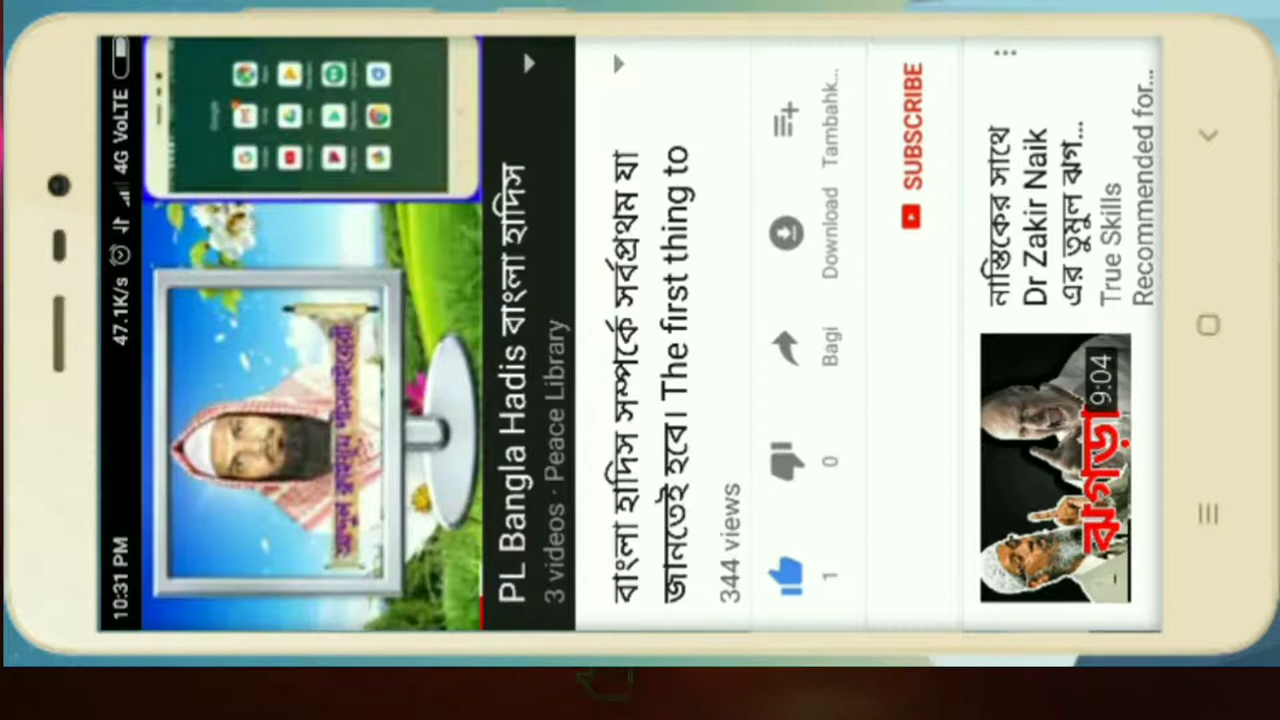 10:31 PM
47.1K/s
4G VoLTE
PL Bangla Hadis বাংলা হাদিস
3 videos · Peace Library
বাংলা হাদিস সম্পর্কে সর্বপ্রথম যা
জানতেই হবে। The first thing to
344 views
1
0
Bagi
Download
Tambahk...
SUBSCRIBE
ঝগড়া
9:04
নাস্তিকের সাথে
Dr Zakir Naik
এর তুমুল ঝগ...
True Skills
Recommended for...